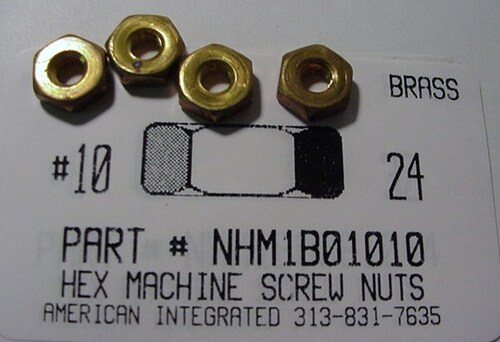 BRASS
#10 24
PART # NHM1B01010
HEX MACHINE SCREW NUTS
AMERICAN INTEGRATED 313-831-7635